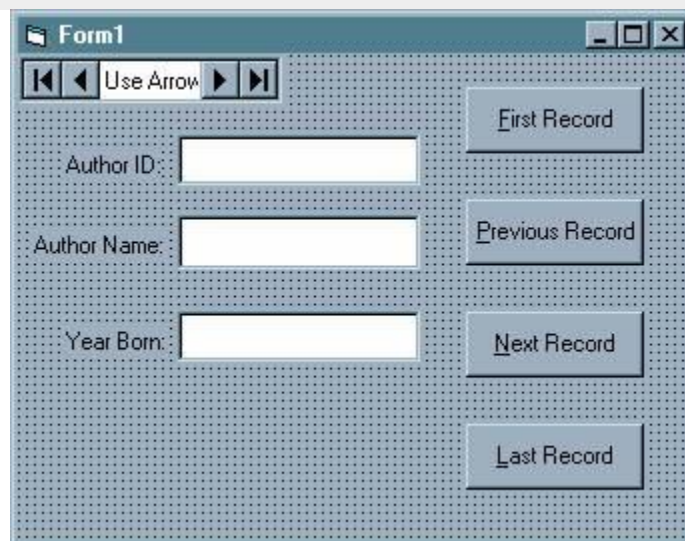 Form1
Use Arrow
First Record
Author ID:
Previous Record
Author Name:
Year Born:
Next Record
Last Record